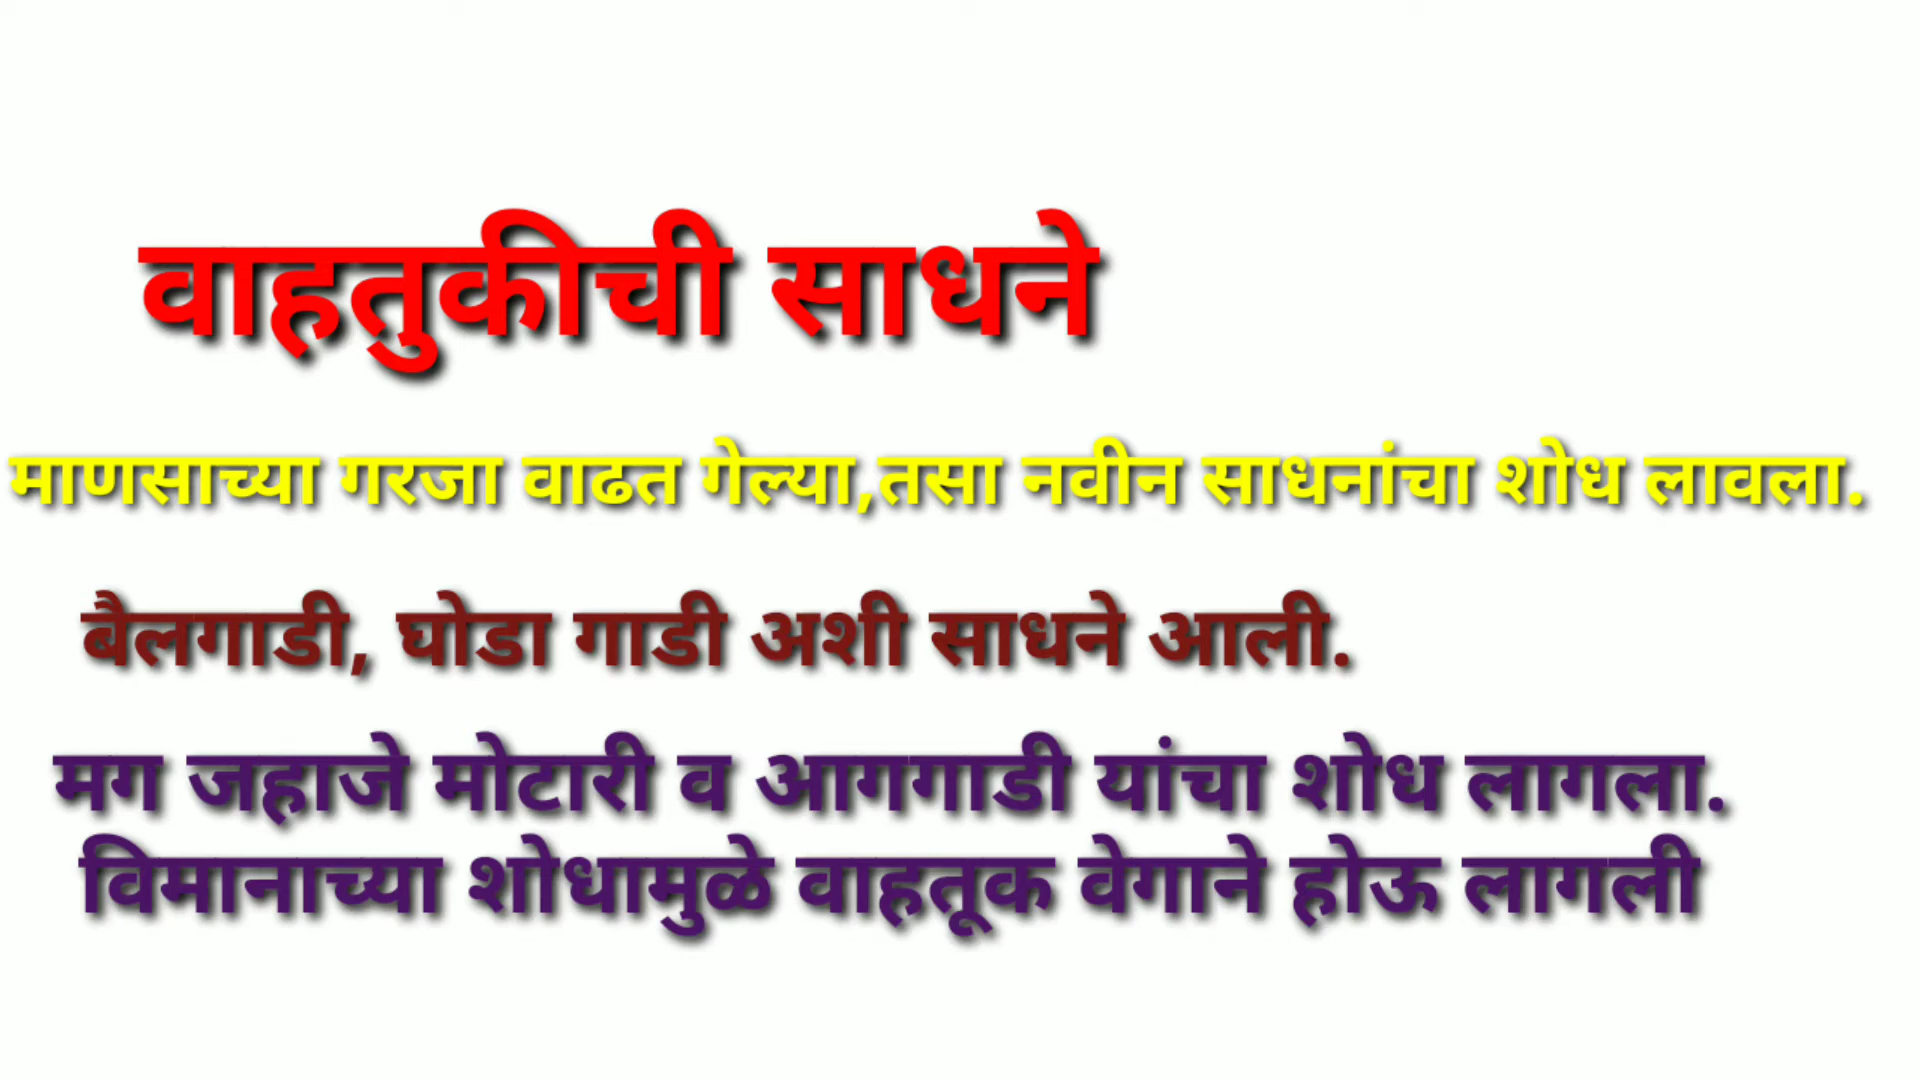 वाहतुकीची साधने
माणसाच्या गरजा वाढत गेल्या,तसा नवीन साधनांचा शोध लावला.
बैलगाडी, घोडा गाडी अशी साधने आली.
मग जहाजे मोटारी व आगगाडी यांचा शोध लागला.
विमानाच्या शोधामुळे वाहतूक वेगाने होऊ लागली